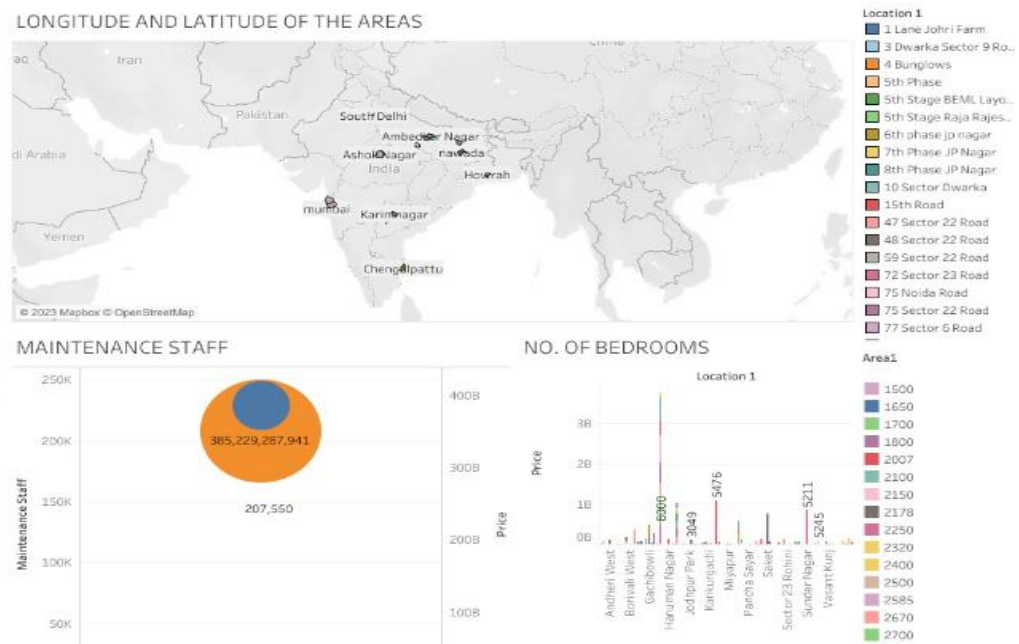 LONGITUDE AND LATITUDE OF THE AREAS
Iran
Pakistan
South Delhi
Ambedkar Nagar
Ashok Nagar
nawada
India
Howrah
mumbai
Karimnagar
Yemen
Chengalpattu
di Arabia
© 2023 Mapbox © OpenStreetMap
Location 1
1 Lane Johri Farm
3 Dwarka Sector 9 Ro..
4 Bunglows
5th Phase
5th Stage BEML Layo..
5th Stage Raja Rajes..
6th phase jp nagar
7th Phase JP Nagar
8th Phase JP Nagar
10 Sector Dwarka
15th Road
47 Sector 22 Road
48 Sector 22 Road
59 Sector 22 Road
72 Sector 23 Road
75 Noida Road
75 Sector 22 Road
77 Sector 6 Road
MAINTENANCE STAFF
250K
200K
150K
100K
50K
Maintenance Staff
385,229,287,941
207,550
400B
300B
200B
100B
Price
NO. OF BEDROOMS
Location 1
Price
3B
2B
1B
0B
3049
5476
5211
5245
Andheri West
Borivali West
Gachibowli
Hanuman Nagar
Jodhpur Park
Kankurgachi
Miyapur
Pancha Sayar
Saket
Sector 23 Rohini
Sundar Nagar
Vasant Kunj
Area1
1500
1650
1700
1800
2007
2100
2150
2178
2250
2320
2400
2500
2585
2670
2700